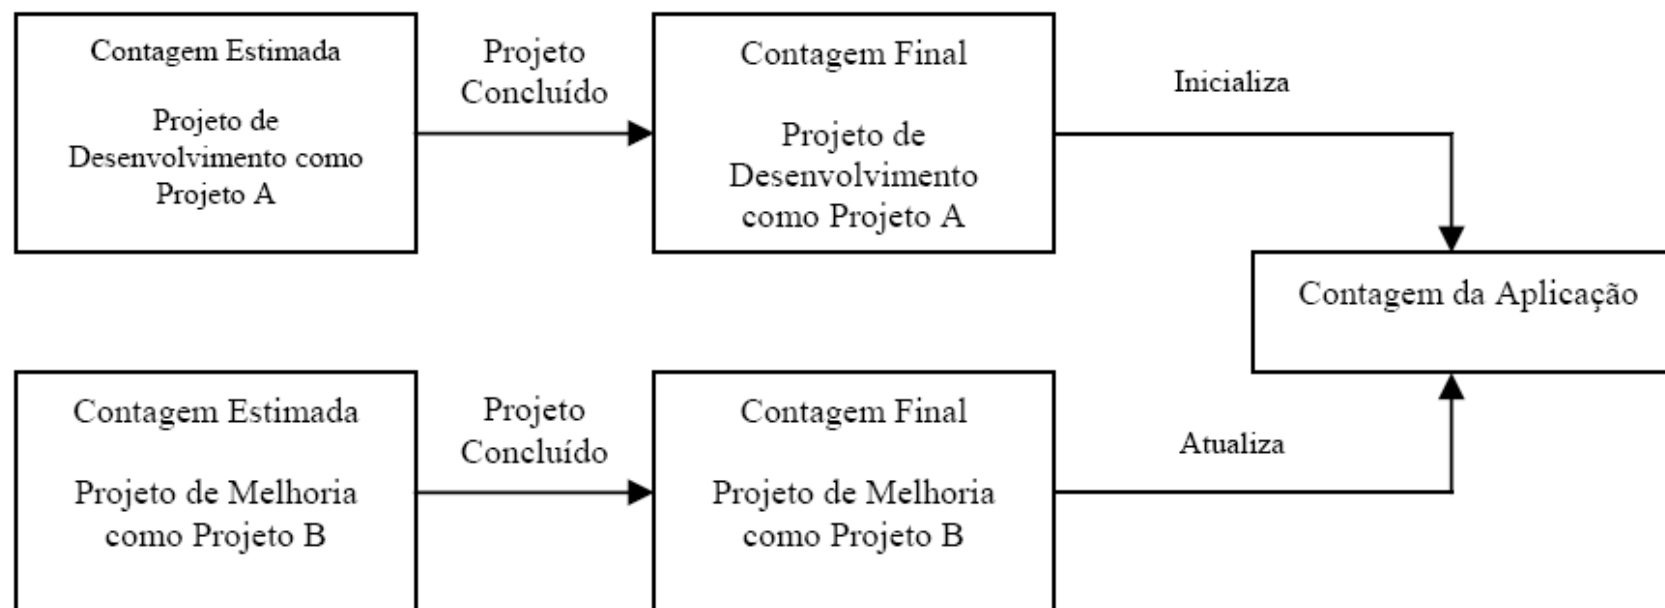 Contagem Estimada
Projeto de
Desenvolvimento como
Projeto A
Projeto
Concluído
Contagem Final
Projeto de
Desenvolvimento
como Projeto A
Inicializa
Contagem da Aplicação
Contagem Estimada
Projeto de Melhoria
como Projeto B
Projeto
Concluído
Contagem Final
Projeto de Melhoria
como Projeto B
Atualiza